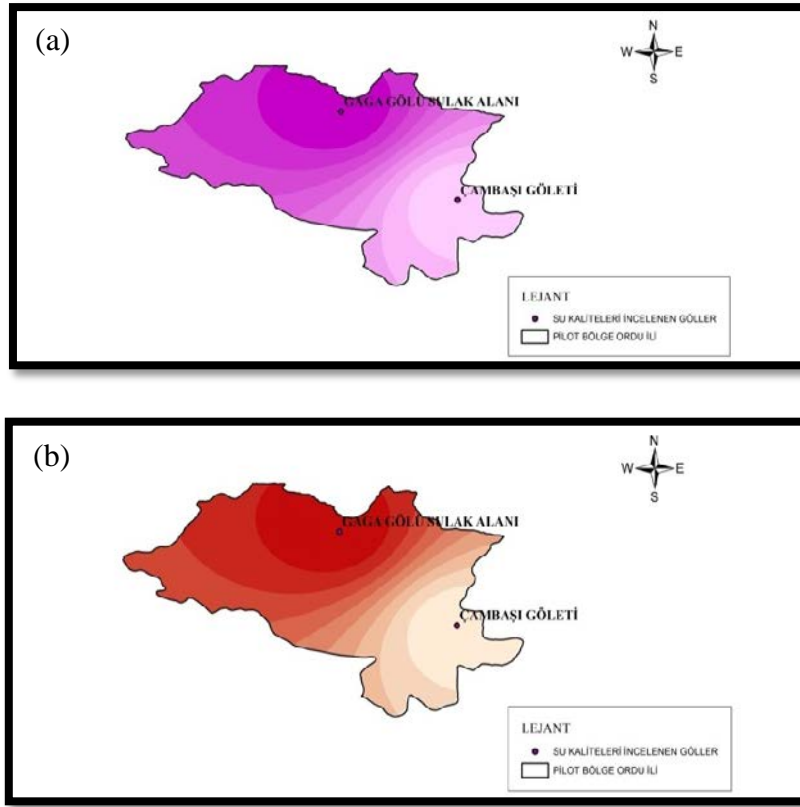 (a)
N
W E
S
GAGA GÖLÜ SULAK ALANI
ÇAMBAŞI GÖLETİ
LEJANT
SU KALİTELERİ İNCELENEN GÖLLER
PİLOT BÖLGE ORDU İLİ
(b)
N
W E
S
GAGA GÖLÜ SULAK ALANI
ÇAMBAŞI GÖLETİ
LEJANT
SU KALİTELERİ İNCELENEN GÖLLER
PİLOT BÖLGE ORDU İLİ